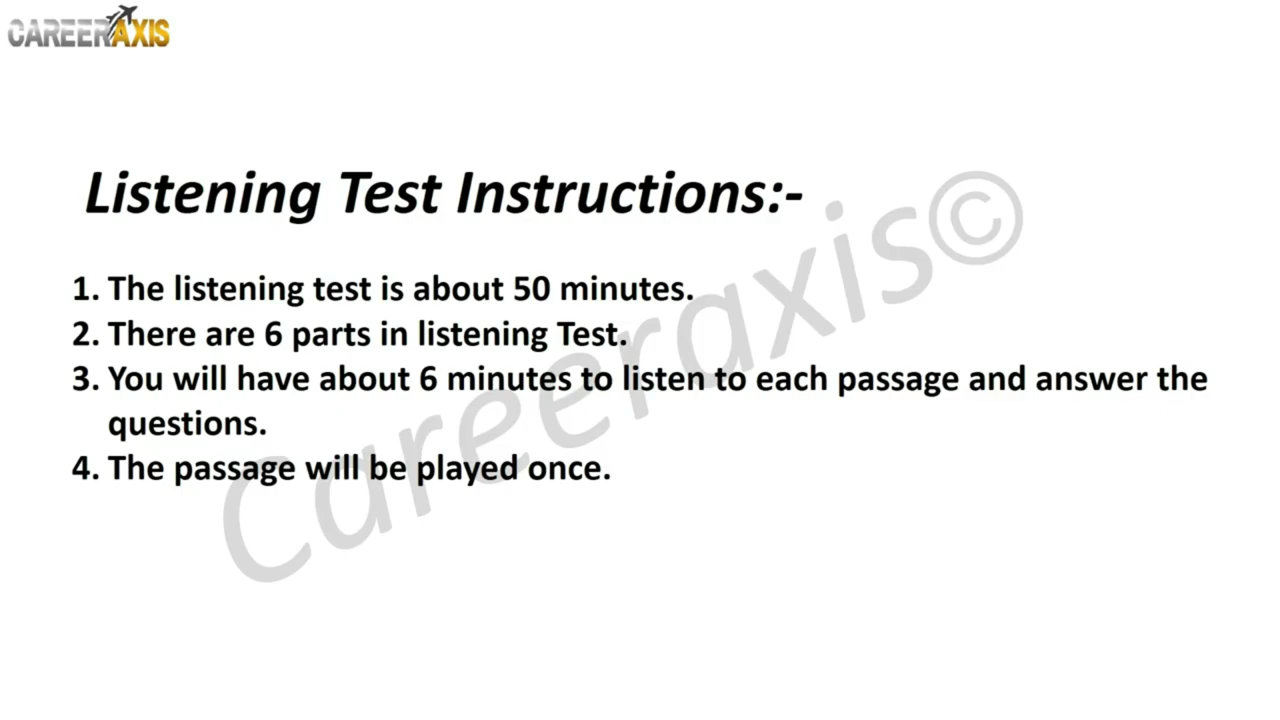 CAREERAXIS
Listening Test Instructions:-
1. The listening test is about 50 minutes.
2. There are 6 parts in listening Test.
3. You will have about 6 minutes to listen to each passage and answer the
questions.
4. The passage will be played once.
Careeraxis©